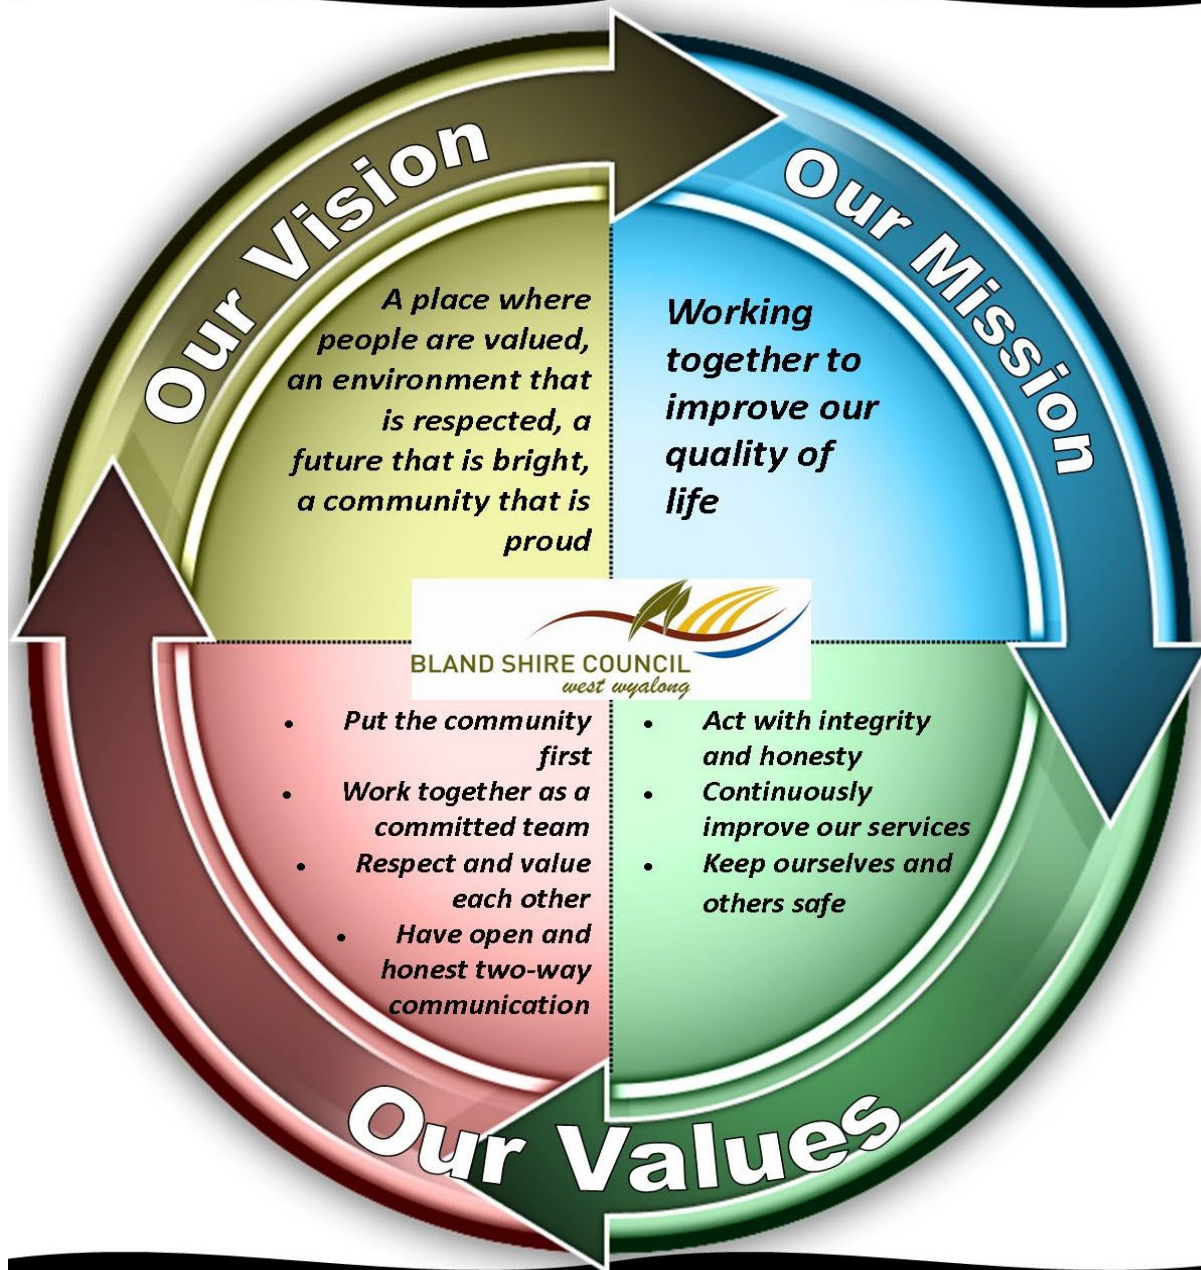 Our Vision
A place where
people are valued,
an environment that
is respected, a
future that is bright,
a community that is
proud
Our Mission
Working
together to
improve our
quality of
life
BLAND SHIRE COUNCIL
west wyalong
• Put the community
first
• Work together as a
committed team
• Respect and value
each other
• Have open and
honest two-way
communication
• Act with integrity
and honesty
• Continuously
improve our services
• Keep ourselves and
others safe
Our Values